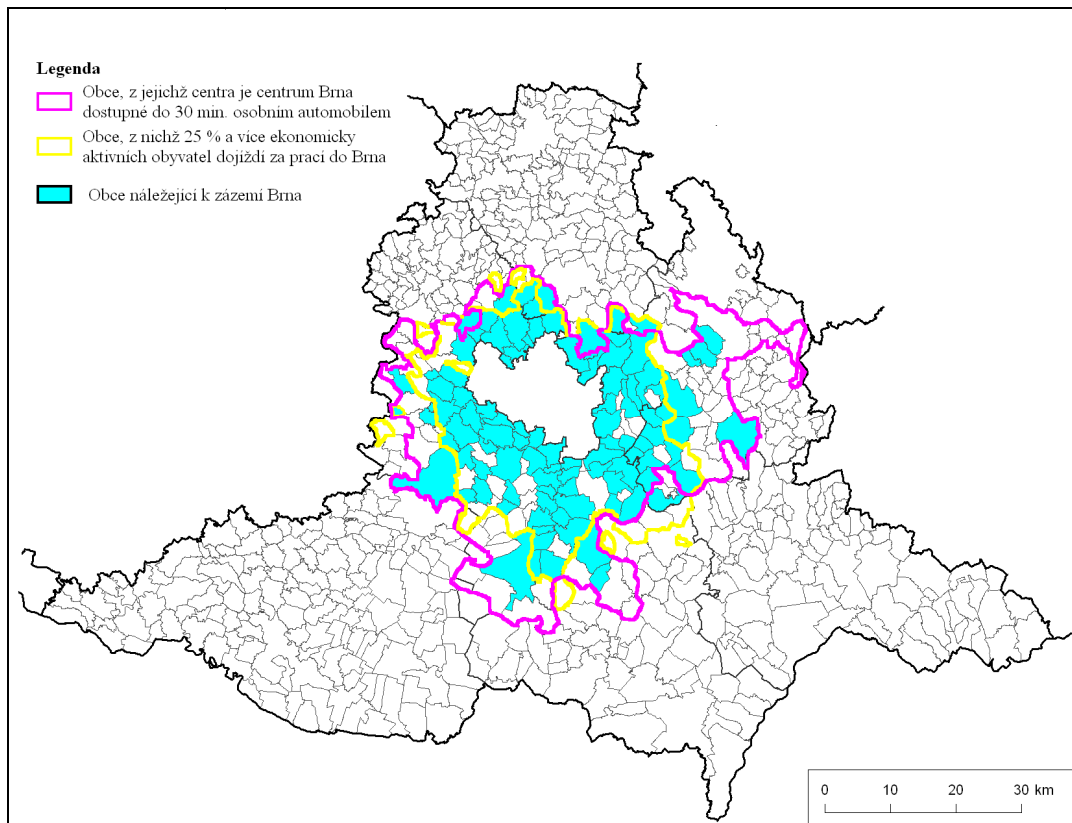 Legenda
Obce, z jejichž centra je centrum Brna
dostupné do 30 min. osobním automobilem
Obce, z nichž 25 % a více ekonomicky
aktivních obyvatel dojíždí za prací do Brna
Obce náležející k zázemí Brna
0 10 20 30 km